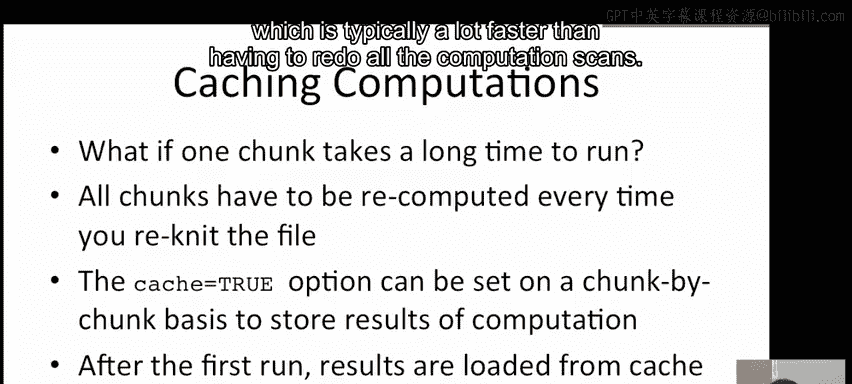 GPT中英字幕课程资源@bilibili.com
which is typically a lot faster than
having to redo all the computation scans.
Caching Computations
• What if one chunk takes a long time to run?
• All chunks have to be re-computed every time
you re-knit the file
• The cache=TRUE option can be set on a chunk-by-
chunk basis to store results of computation
• After the first run, results are loaded from cache